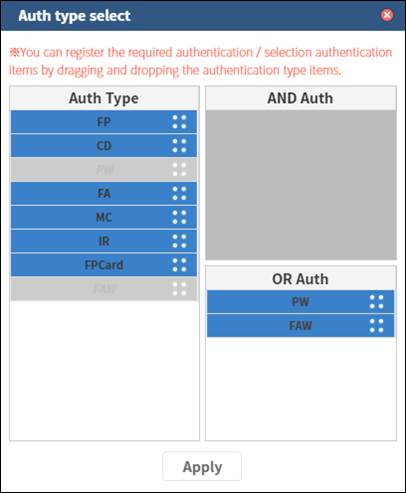 Auth type select
※You can register the required authentication / selection authentication
items by dragging and dropping the authentication type items.
Auth Type
FP
CD
PW
FA
MC
IR
FPCard
FAW
AND Auth
OR Auth
PW
FAW
Apply